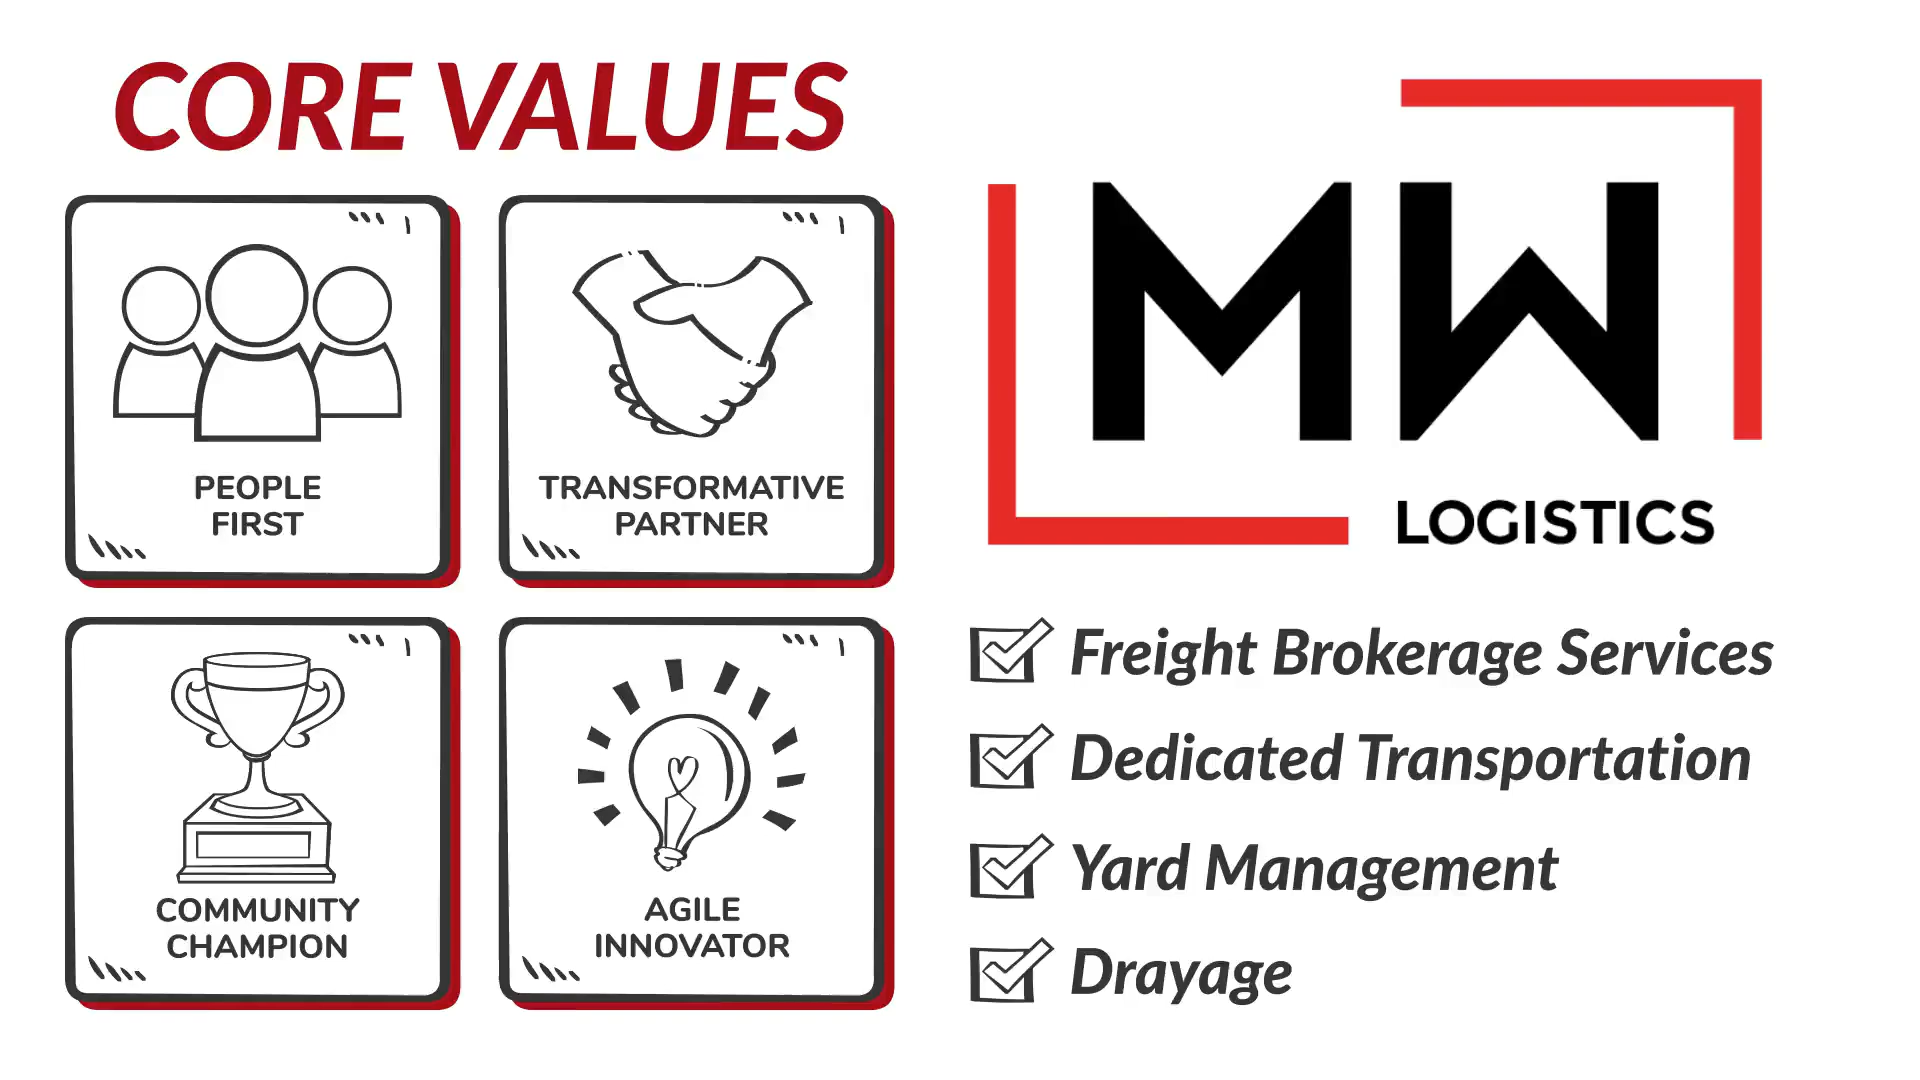 CORE VALUES
PEOPLE
FIRST
TRANSFORMATIVE
PARTNER
COMMUNITY
CHAMPION
AGILE
INNOVATOR
MW
LOGISTICS
Freight Brokerage Services
Dedicated Transportation
Yard Management
Drayage